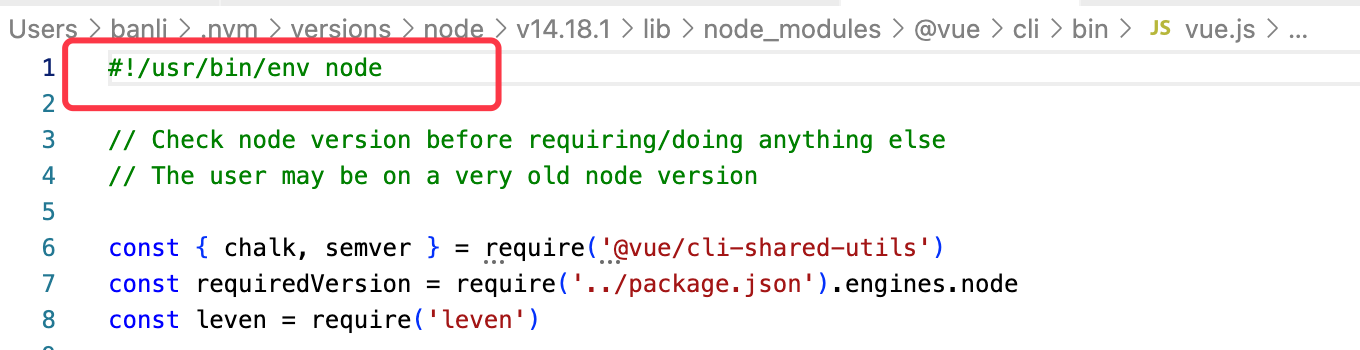 Users > banli > .nvm > versions > node > v14.18.1 > lib > node_modules > @vue > cli > bin > JS vue.js > ...
1 #!/usr/bin/env node
2
3 // Check node version before requiring/doing anything else
4 // The user may be on a very old node version
5
6 const { chalk, semver } = require('@vue/cli-shared-utils')
7 const requiredVersion = require('../package.json').engines.node
8 const leven = require('leven')